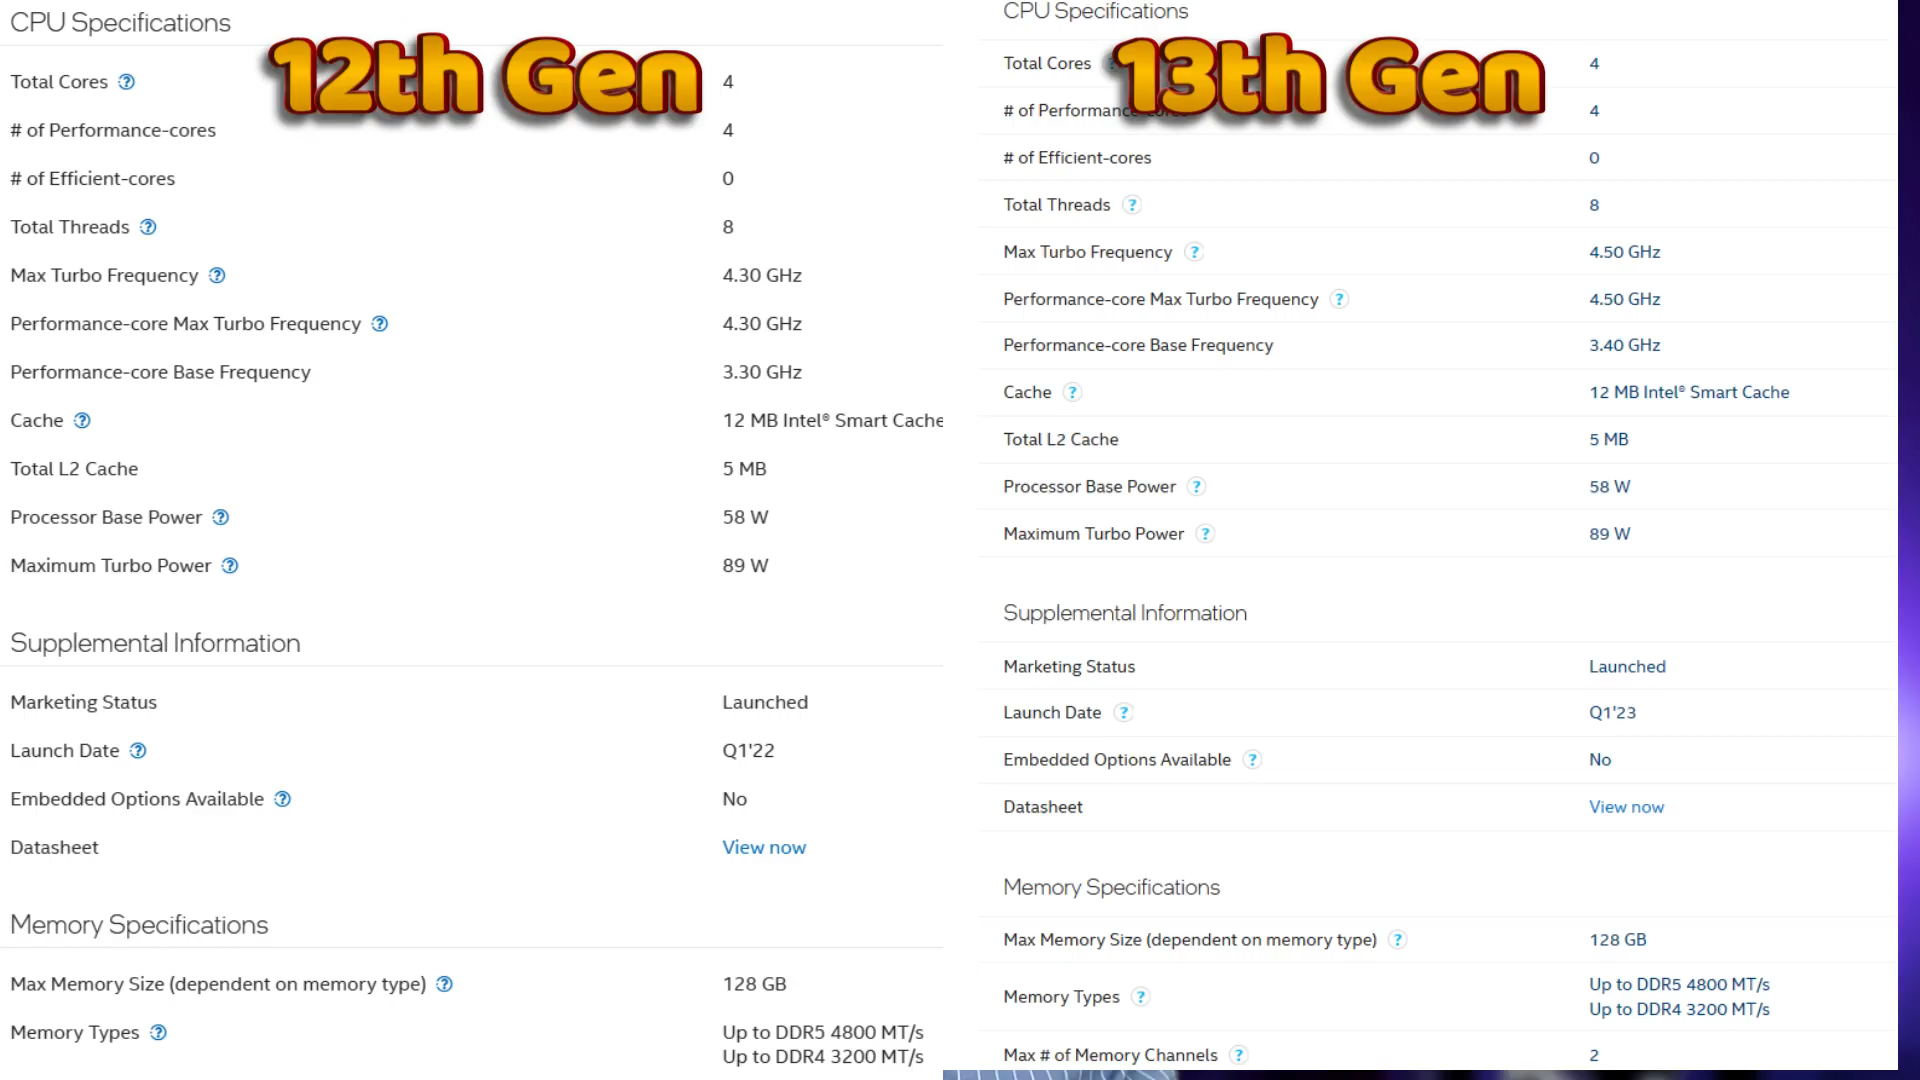 CPU Specifications
12th Gen
Total Cores 4
# of Performance-cores 4
# of Efficient-cores 0
Total Threads 8
Max Turbo Frequency 4.30 GHz
Performance-core Max Turbo Frequency 4.30 GHz
Performance-core Base Frequency 3.30 GHz
Cache 12 MB Intel® Smart Cache
Total L2 Cache 5 MB
Processor Base Power 58 W
Maximum Turbo Power 89 W
Supplemental Information
Marketing Status Launched
Launch Date Q1'22
Embedded Options Available No
Datasheet View now
Memory Specifications
Max Memory Size (dependent on memory type) 128 GB
Memory Types Up to DDR5 4800 MT/s
Up to DDR4 3200 MT/s
CPU Specifications
13th Gen
Total Cores 4
# of Performance-cores 4
# of Efficient-cores 0
Total Threads 8
Max Turbo Frequency 4.50 GHz
Performance-core Max Turbo Frequency 4.50 GHz
Performance-core Base Frequency 3.40 GHz
Cache 12 MB Intel® Smart Cache
Total L2 Cache 5 MB
Processor Base Power 58 W
Maximum Turbo Power 89 W
Supplemental Information
Marketing Status Launched
Launch Date Q1'23
Embedded Options Available No
Datasheet View now
Memory Specifications
Max Memory Size (dependent on memory type) 128 GB
Memory Types Up to DDR5 4800 MT/s
Up to DDR4 3200 MT/s
Max # of Memory Channels 2